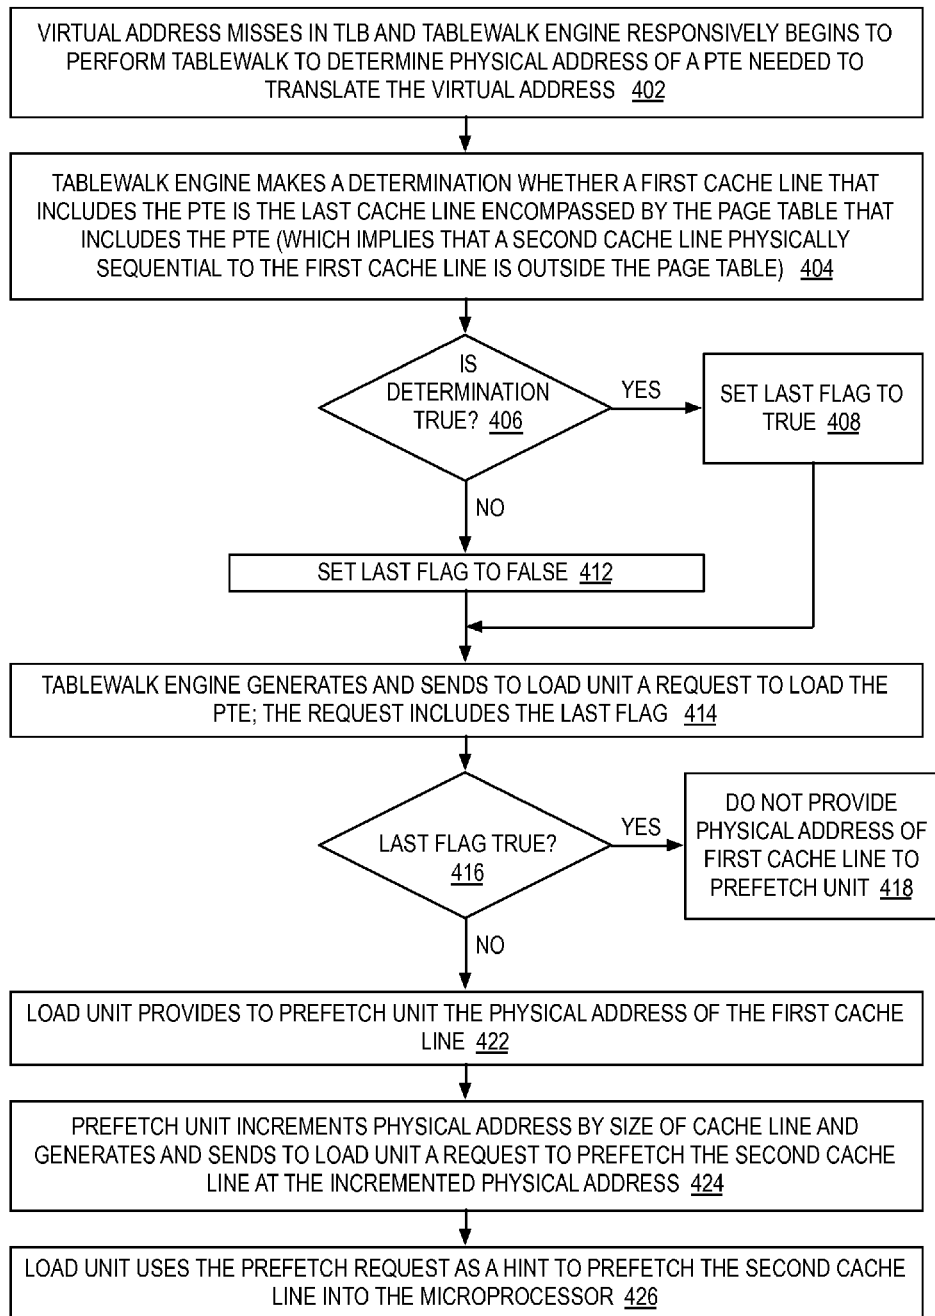 VIRTUAL ADDRESS MISSES IN TLB AND TABLEWALK ENGINE RESPONSIVELY BEGINS TO
PERFORM TABLEWALK TO DETERMINE PHYSICAL ADDRESS OF A PTE NEEDED TO
TRANSLATE THE VIRTUAL ADDRESS 402
TABLEWALK ENGINE MAKES A DETERMINATION WHETHER A FIRST CACHE LINE THAT
INCLUDES THE PTE IS THE LAST CACHE LINE ENCOMPASSED BY THE PAGE TABLE THAT
INCLUDES THE PTE (WHICH IMPLIES THAT A SECOND CACHE LINE PHYSICALLY
SEQUENTIAL TO THE FIRST CACHE LINE IS OUTSIDE THE PAGE TABLE) 404
IS
DETERMINATION
TRUE? 406
YES
SET LAST FLAG TO
TRUE 408
NO
SET LAST FLAG TO FALSE 412
TABLEWALK ENGINE GENERATES AND SENDS TO LOAD UNIT A REQUEST TO LOAD THE
PTE; THE REQUEST INCLUDES THE LAST FLAG 414
LAST FLAG TRUE?
416
YES
DO NOT PROVIDE
PHYSICAL ADDRESS OF
FIRST CACHE LINE TO
PREFETCH UNIT 418
NO
LOAD UNIT PROVIDES TO PREFETCH UNIT THE PHYSICAL ADDRESS OF THE FIRST CACHE
LINE 422
PREFETCH UNIT INCREMENTS PHYSICAL ADDRESS BY SIZE OF CACHE LINE AND
GENERATES AND SENDS TO LOAD UNIT A REQUEST TO PREFETCH THE SECOND CACHE
LINE AT THE INCREMENTED PHYSICAL ADDRESS 424
LOAD UNIT USES THE PREFETCH REQUEST AS A HINT TO PREFETCH THE SECOND CACHE
LINE INTO THE MICROPROCESSOR 426